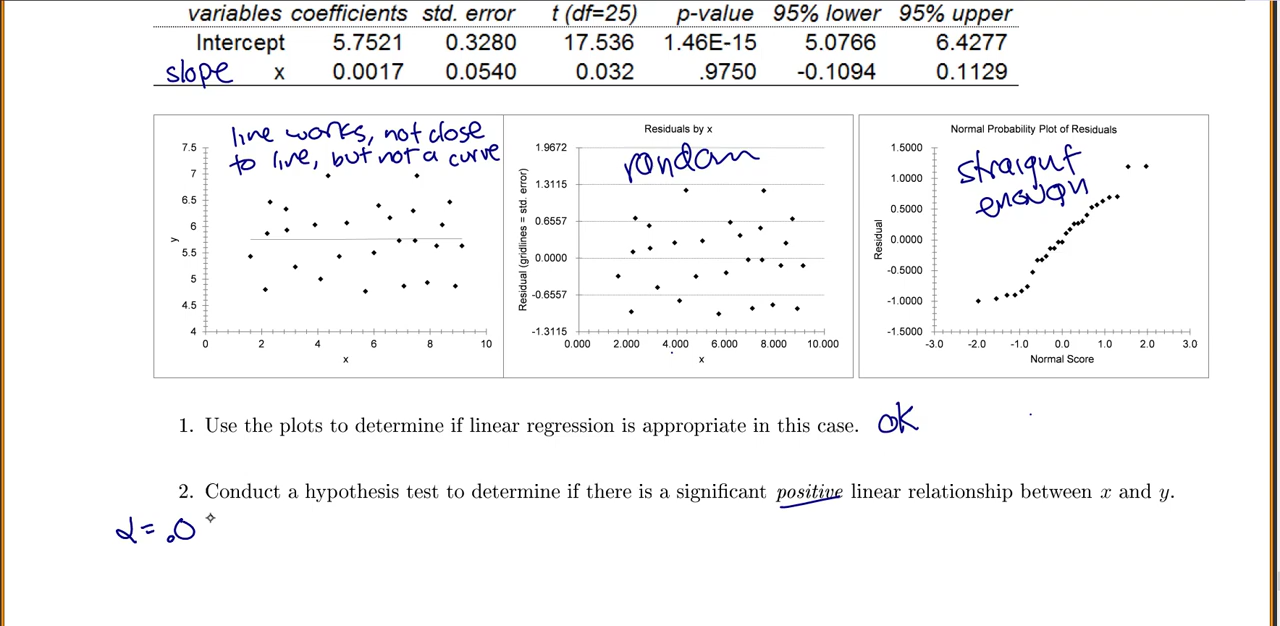 variables coefficients std. error t (df=25) p-value 95% lower 95% upper
Intercept 5.7521 0.3280 17.536 1.46E-15 5.0766 6.4277
slope x 0.0017 0.0540 0.032 .9750 -0.1094 0.1129
line works, not close
to line, but not a curve
7.5
7
6.5
6
5.5
5
4.5
4
y
0 2 4 6 8 10
x
Residuals by x
random
1.9672
1.3115
0.6557
0.0000
-0.6557
-1.3115
Residual (gridlines = std. error)
0.000 2.000 4.000 6.000 8.000 10.000
x
Normal Probability Plot of Residuals
straight
enough
1.5000
1.0000
0.5000
0.0000
-0.5000
-1.0000
-1.5000
Residual
-3.0 -2.0 -1.0 0.0 1.0 2.0 3.0
Normal Score
1. Use the plots to determine if linear regression is appropriate in this case. OK
2. Conduct a hypothesis test to determine if there is a significant positive linear relationship between x and y.
α = .0